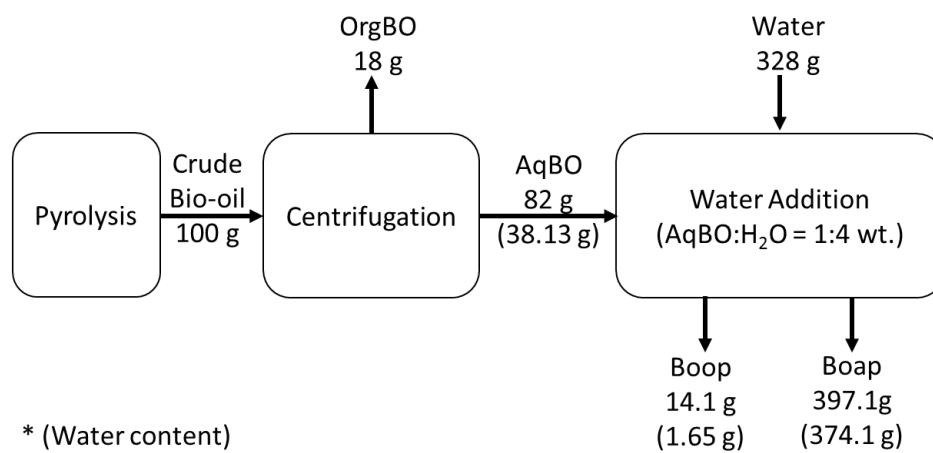 OrgBO
18 g
Water
328 g
Pyrolysis
Crude
Bio-oil
100 g
Centrifugation
AqBO
82 g
(38.13 g)
Water Addition
(AqBO:H₂O = 1:4 wt.)
Boop
14.1 g
(1.65 g)
Boap
397.1g
(374.1 g)
* (Water content)